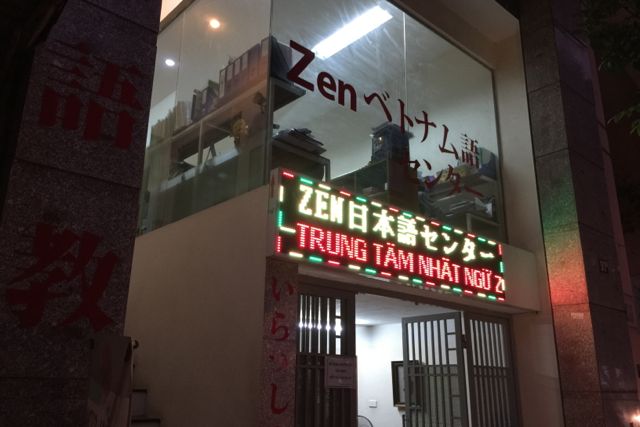 語
教
Zen ベトナム語
センター
ZEN日本語センター
TRUNG TÂM NHẬT NGỮ
いらっし